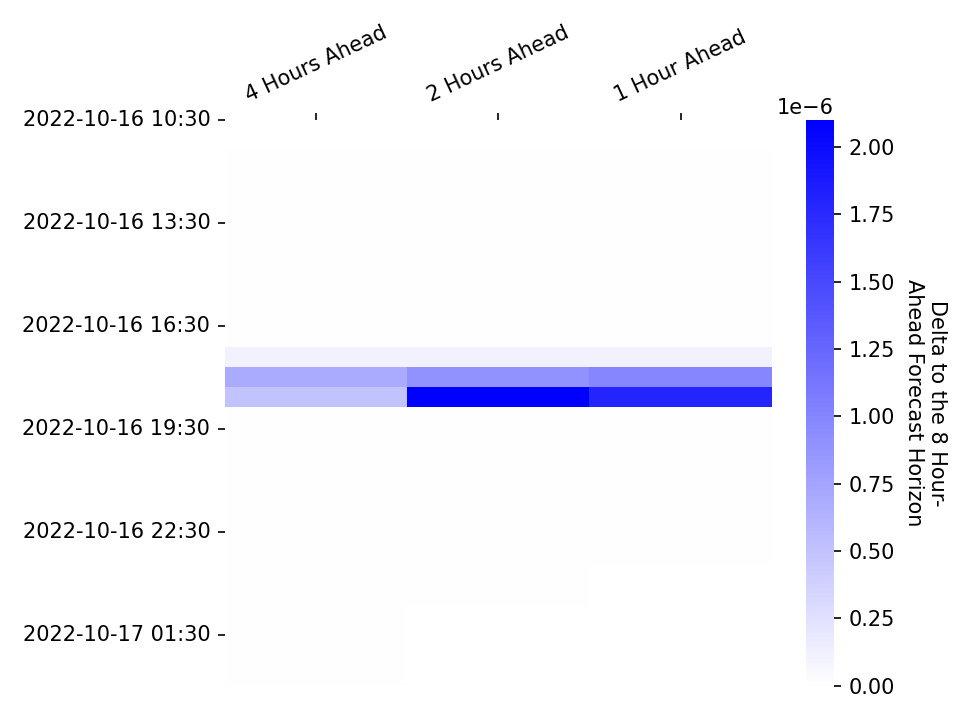 4 Hours Ahead
2 Hours Ahead
1 Hour Ahead
1e−6
2022-10-16 10:30
2022-10-16 13:30
2022-10-16 16:30
2022-10-16 19:30
2022-10-16 22:30
2022-10-17 01:30
2.00
1.75
1.50
1.25
1.00
0.75
0.50
0.25
0.00
Delta to the 8 Hour-
Ahead Forecast Horizon